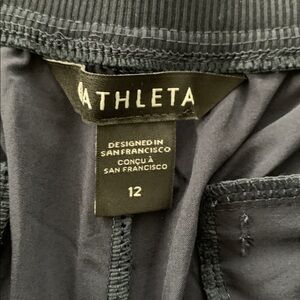 ATHLETA
DESIGNED IN
SAN FRANCISCO
CONÇU À
SAN FRANCISCO
12